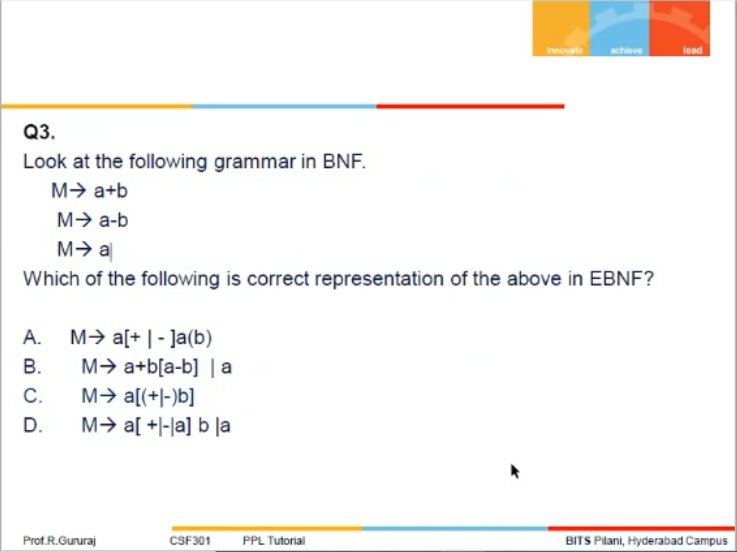 innovate achieve lead
Q3.
Look at the following grammar in BNF.
M→ a+b
M→ a-b
M→ a|
Which of the following is correct representation of the above in EBNF?
A. M→ a[+ | - ]a(b)
B. M→ a+b[a-b] | a
C. M→ a[(+|-)b]
D. M→ a[ +|-|a] b |a
Prof.R.Gururaj CSF301 PPL Tutorial BITS Pilani, Hyderabad Campus